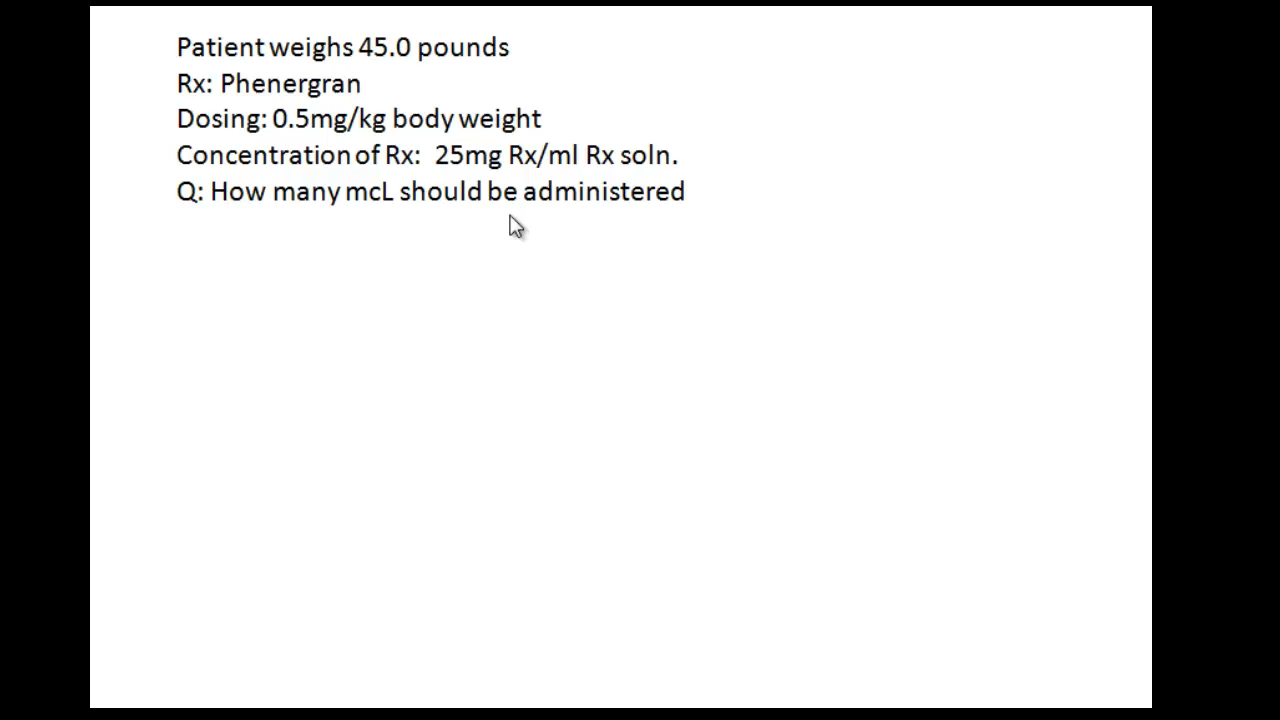 Patient weighs 45.0 pounds
Rx: Phenergran
Dosing: 0.5mg/kg body weight
Concentration of Rx: 25mg Rx/ml Rx soln.
Q: How many mcL should be administered